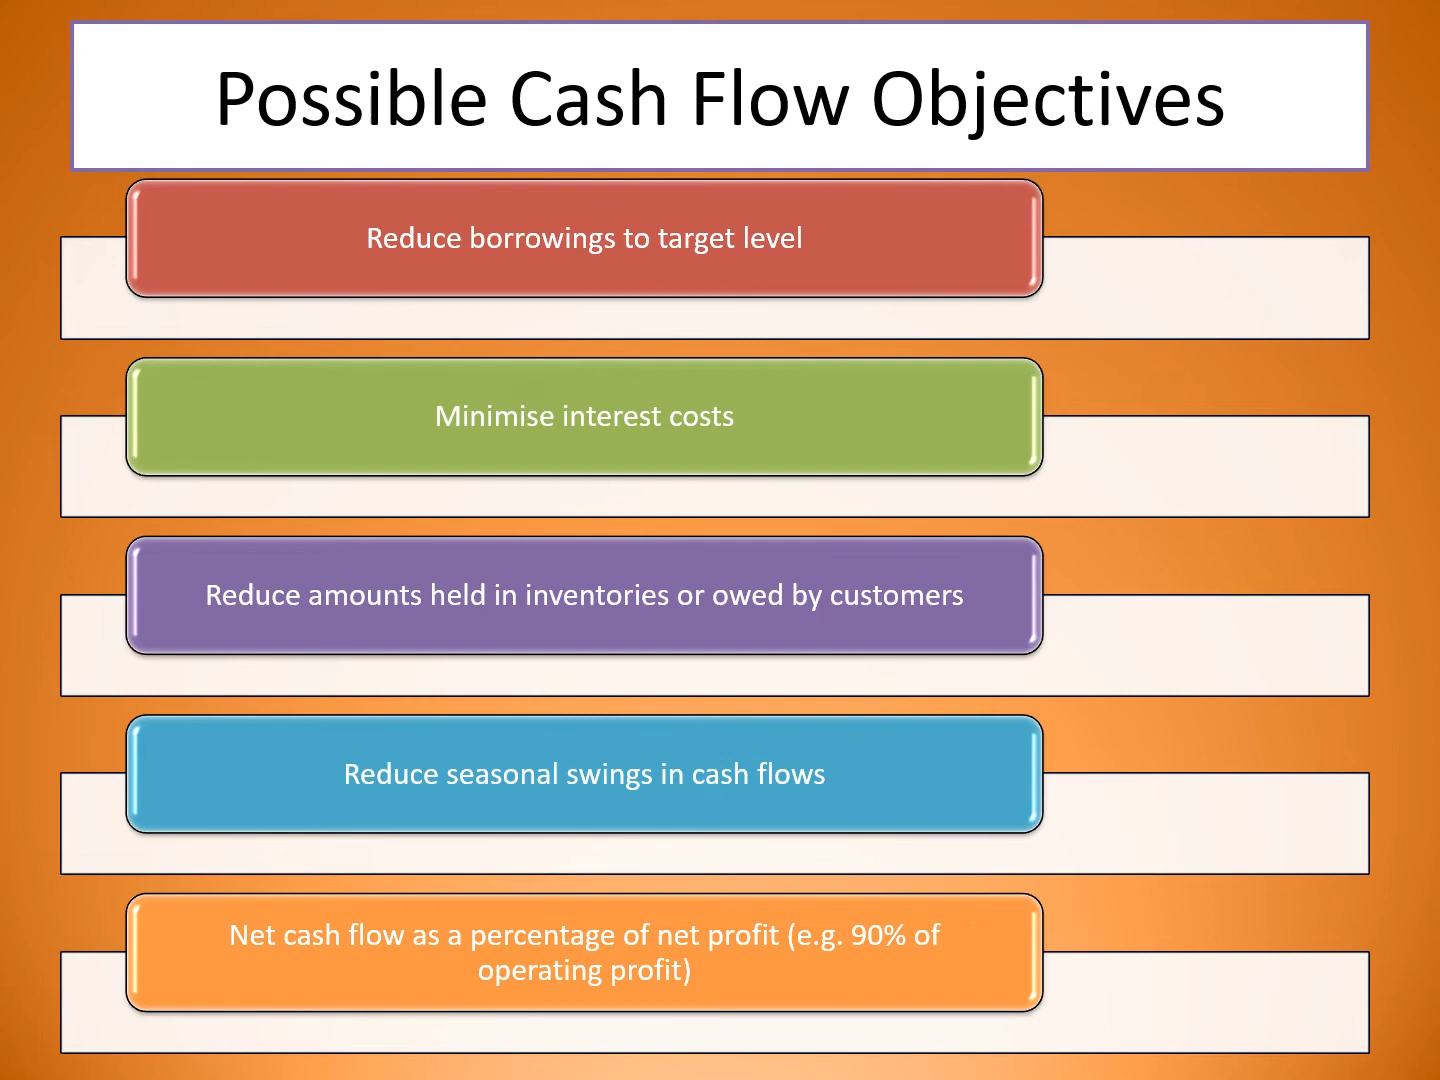 Possible Cash Flow Objectives
Reduce borrowings to target level
Minimise interest costs
Reduce amounts held in inventories or owed by customers
Reduce seasonal swings in cash flows
Net cash flow as a percentage of net profit (e.g. 90% of
operating profit)